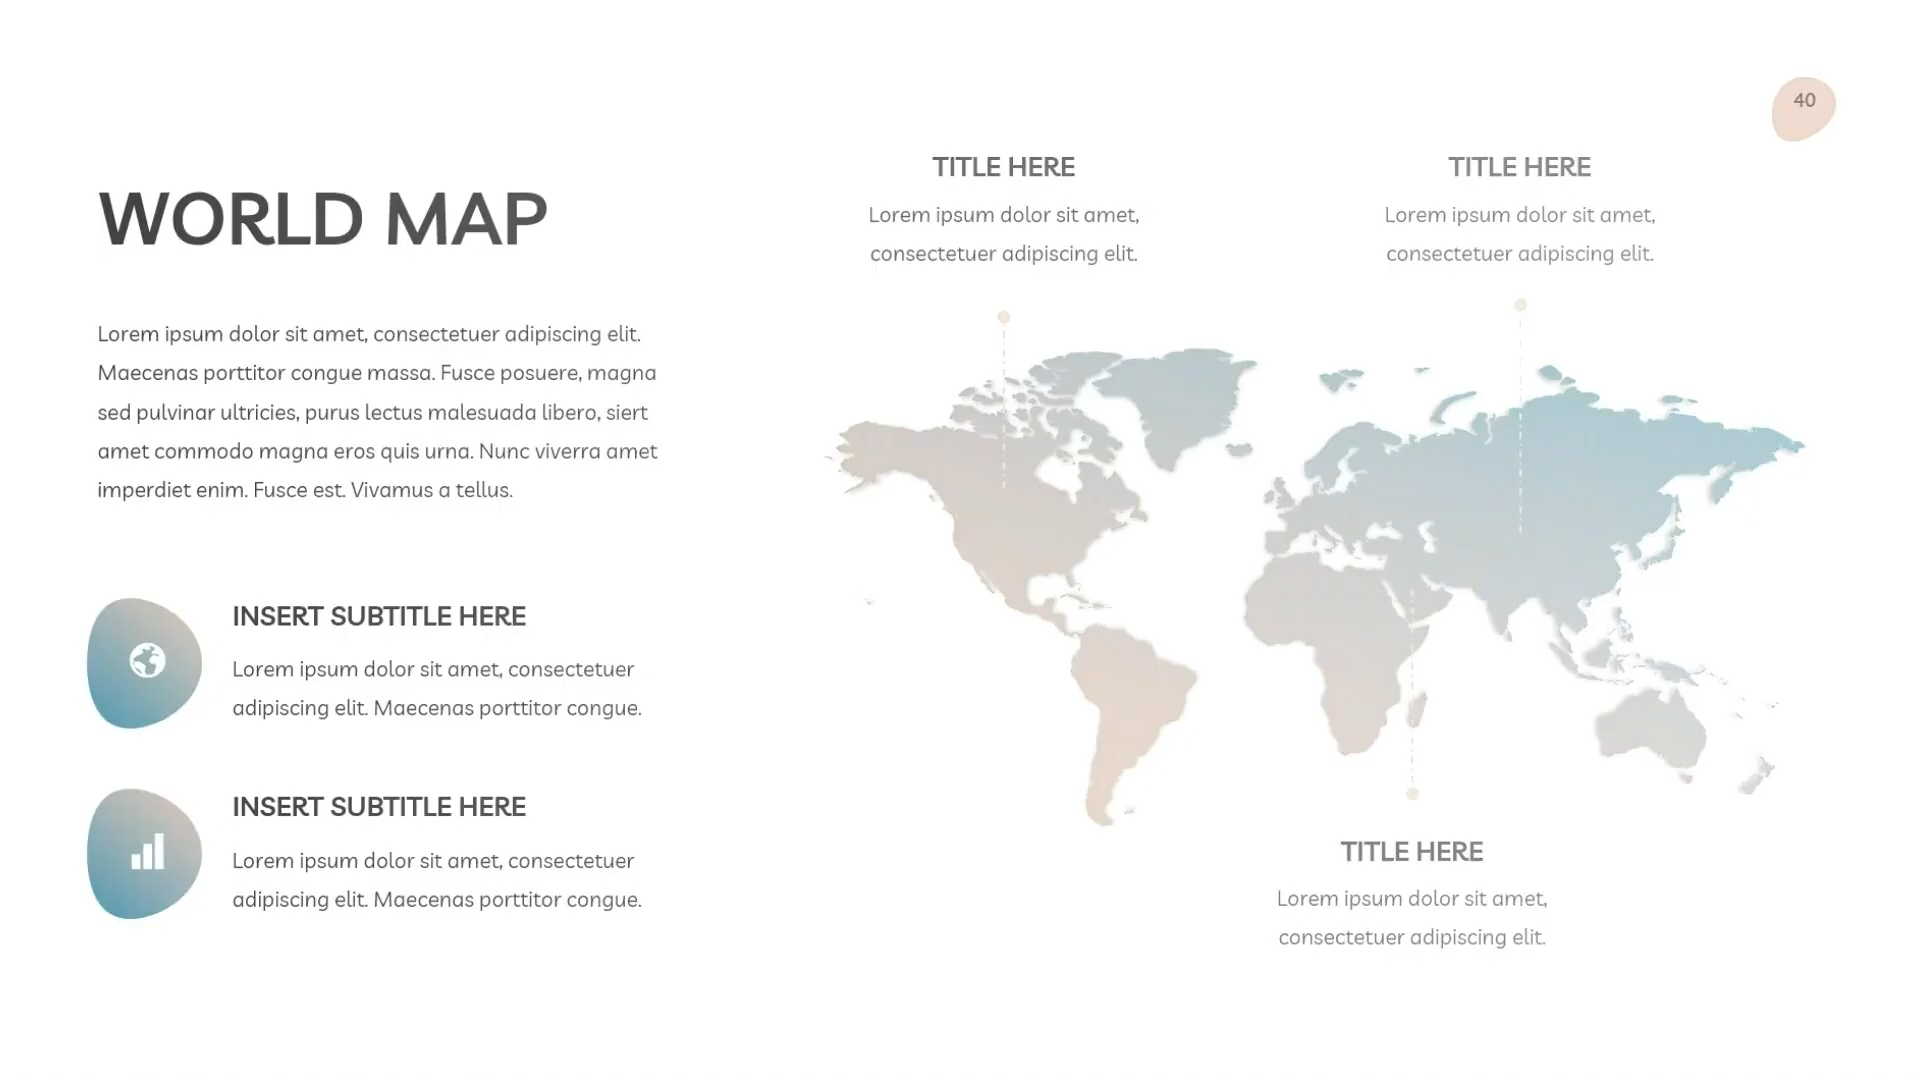 40
WORLD MAP
Lorem ipsum dolor sit amet, consectetuer adipiscing elit.
Maecenas porttitor congue massa. Fusce posuere, magna
sed pulvinar ultricies, purus lectus malesuada libero, siert
amet commodo magna eros quis urna. Nunc viverra amet
imperdiet enim. Fusce est. Vivamus a tellus.
INSERT SUBTITLE HERE
Lorem ipsum dolor sit amet, consectetuer
adipiscing elit. Maecenas porttitor congue.
INSERT SUBTITLE HERE
Lorem ipsum dolor sit amet, consectetuer
adipiscing elit. Maecenas porttitor congue.
TITLE HERE
Lorem ipsum dolor sit amet,
consectetuer adipiscing elit.
TITLE HERE
Lorem ipsum dolor sit amet,
consectetuer adipiscing elit.
TITLE HERE
Lorem ipsum dolor sit amet,
consectetuer adipiscing elit.